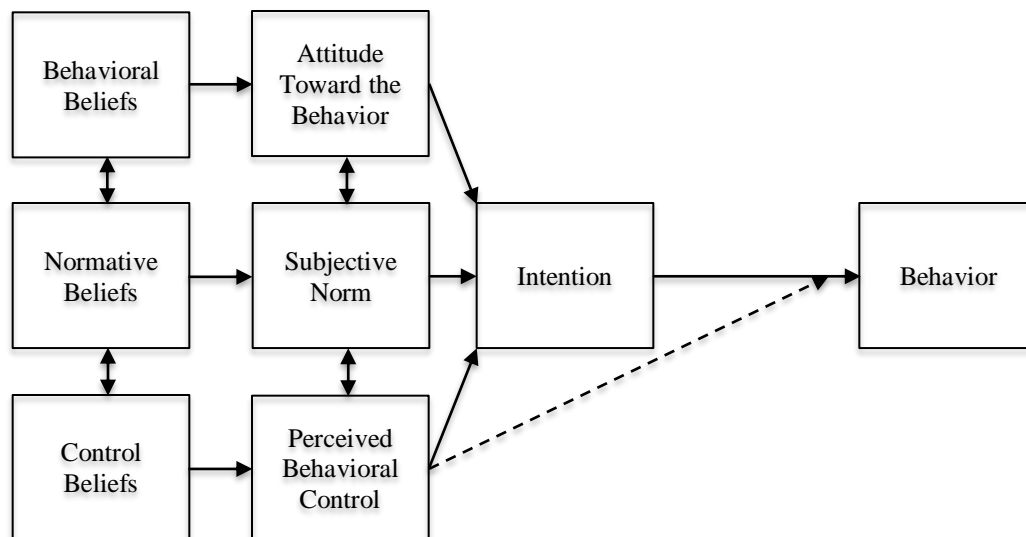 Behavioral
Beliefs
Attitude
Toward the
Behavior
Normative
Beliefs
Subjective
Norm
Intention
Behavior
Control
Beliefs
Perceived
Behavioral
Control